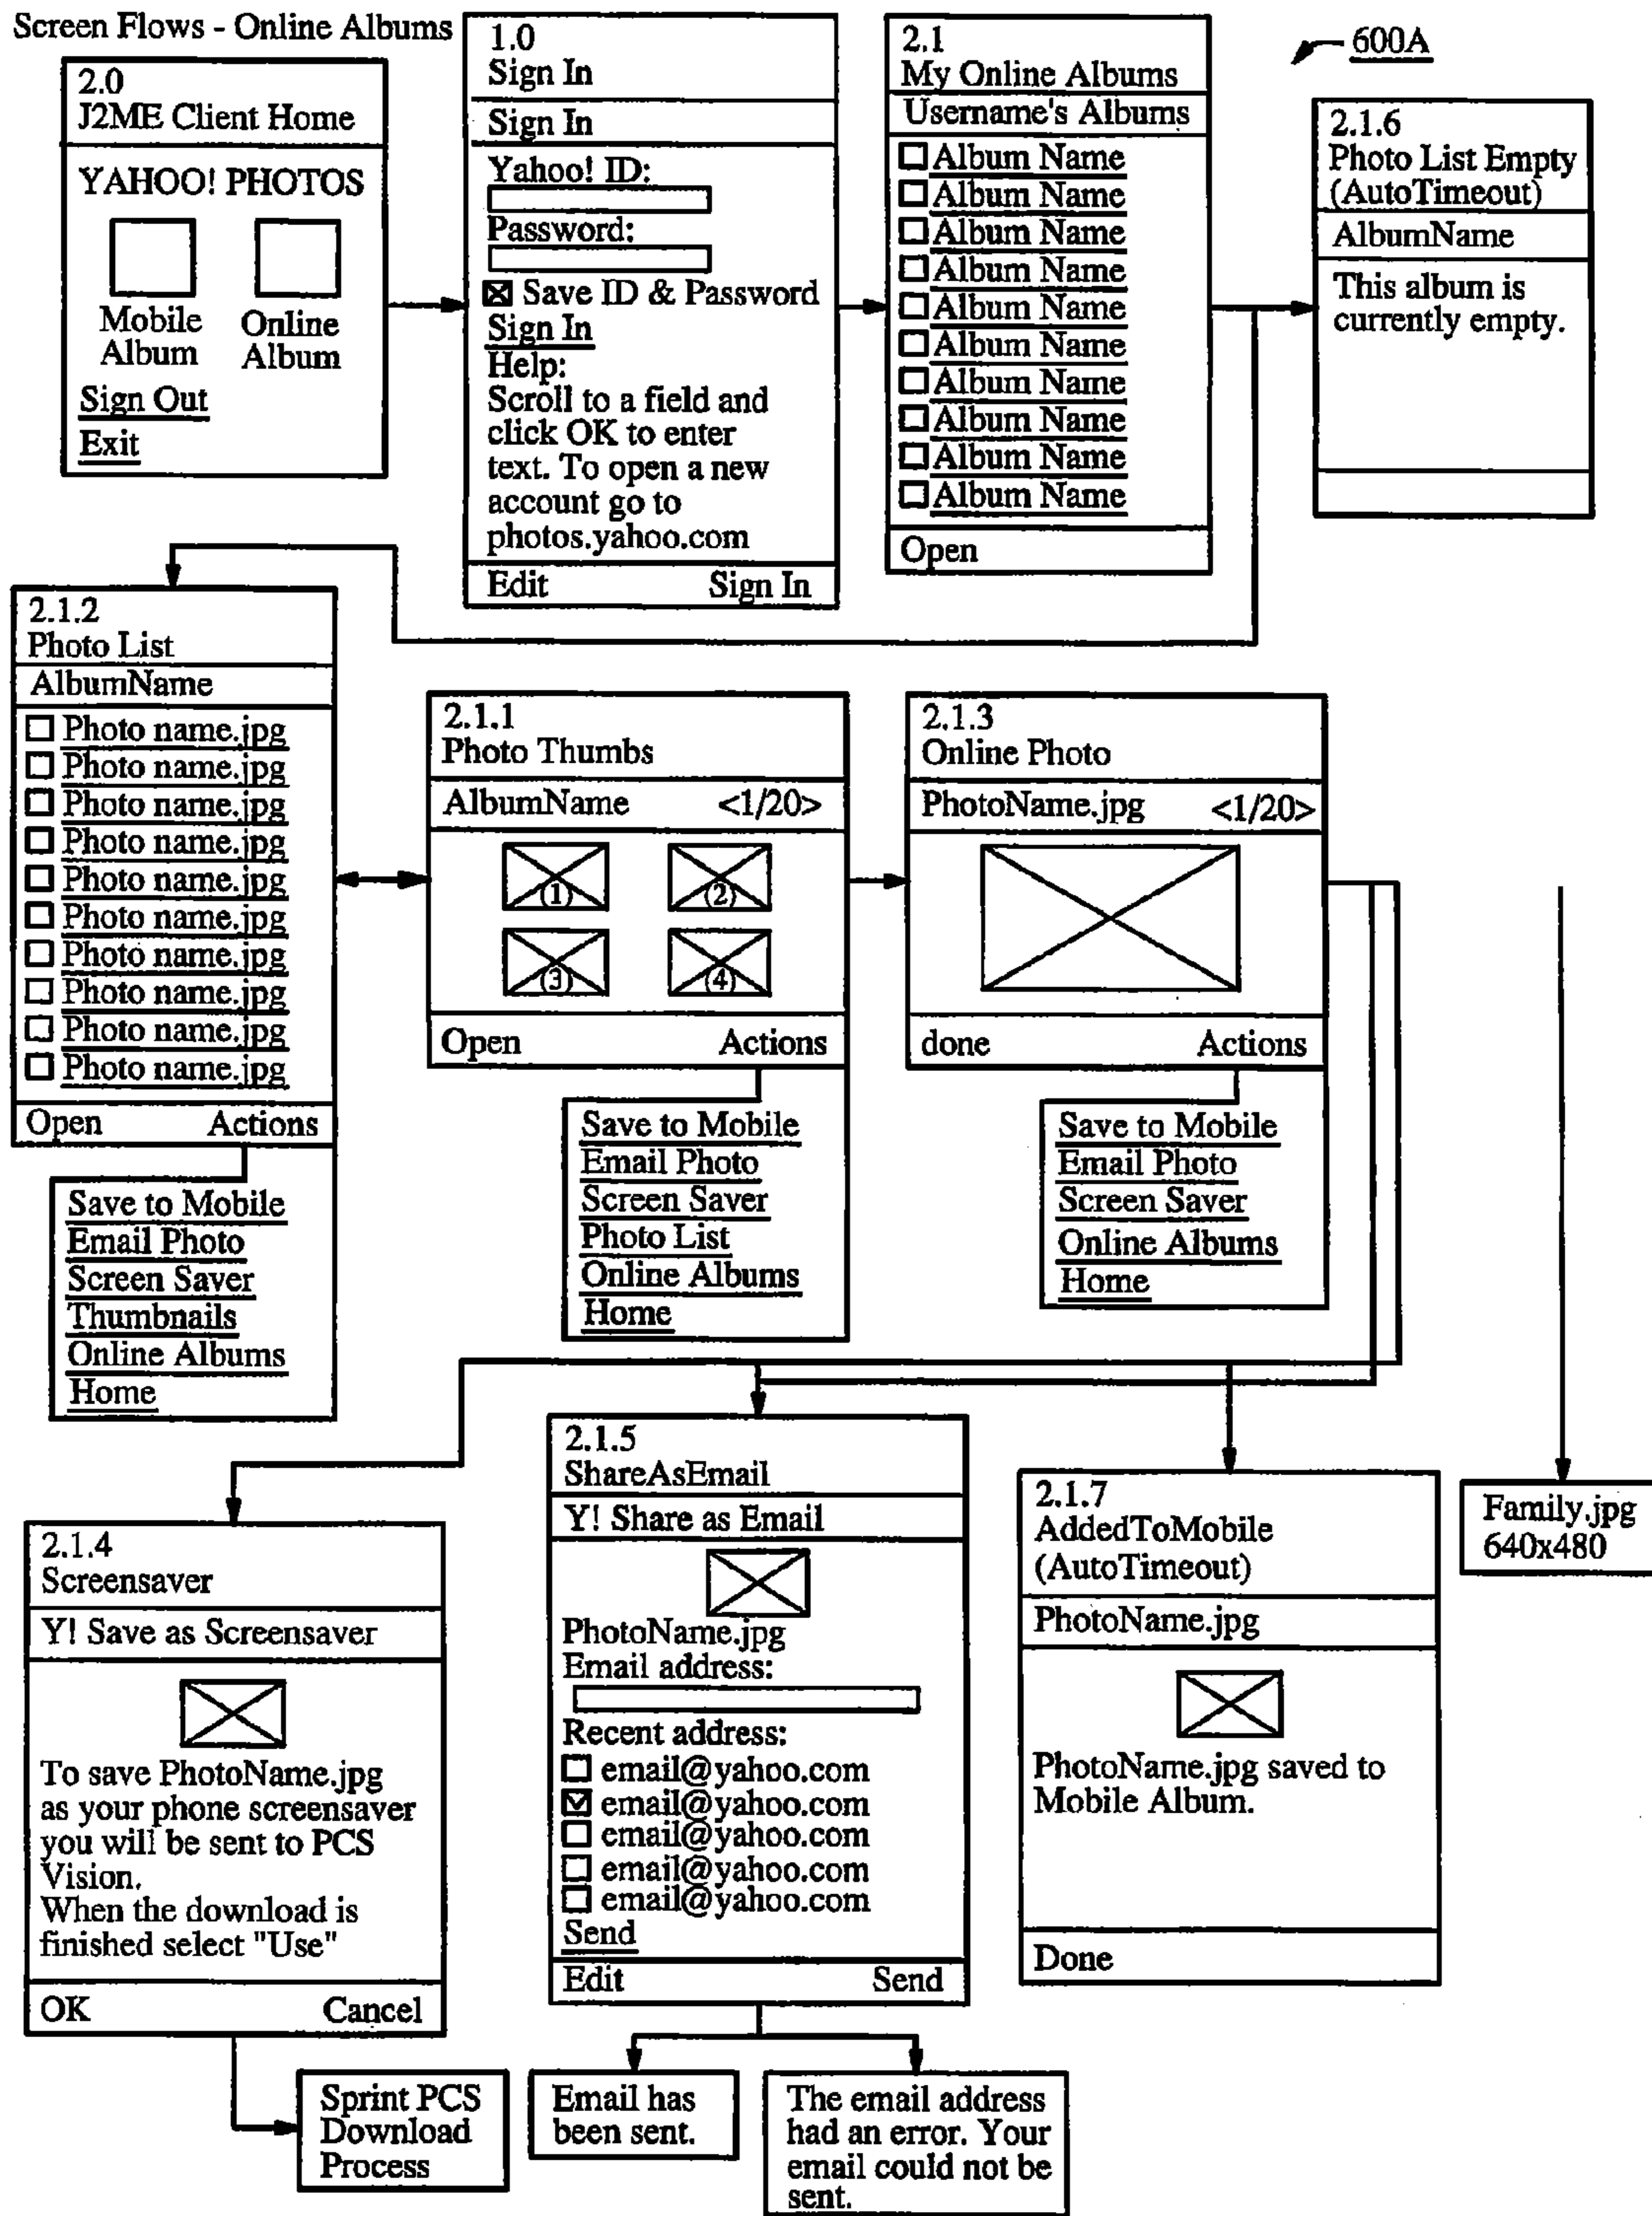 Screen Flows - Online Albums
600A
2.0
J2ME Client Home
YAHOO! PHOTOS
Mobile Album
Online Album
Sign Out
Exit
1.0
Sign In
Sign In
Yahoo! ID:
Password:
Save ID & Password
Sign In
Help:
Scroll to a field and
click OK to enter
text. To open a new
account go to
photos.yahoo.com
Edit Sign In
2.1
My Online Albums
Username's Albums
Album Name
Album Name
Album Name
Album Name
Album Name
Album Name
Album Name
Album Name
Album Name
Album Name
Open
2.1.6
Photo List Empty
(AutoTimeout)
AlbumName
This album is
currently empty.
2.1.2
Photo List
AlbumName
Photo name.jpg
Photo name.jpg
Photo name.jpg
Photo name.jpg
Photo name.jpg
Photo name.jpg
Photo name.jpg
Photo name.jpg
Photo name.jpg
Photo name.jpg
Open Actions
Save to Mobile
Email Photo
Screen Saver
Thumbnails
Online Albums
Home
2.1.1
Photo Thumbs
AlbumName <1/20>
(1) (2)
(3) (4)
Open Actions
Save to Mobile
Email Photo
Screen Saver
Photo List
Online Albums
Home
2.1.3
Online Photo
PhotoName.jpg <1/20>
done Actions
Save to Mobile
Email Photo
Screen Saver
Online Albums
Home
2.1.4
Screensaver
Y! Save as Screensaver
To save PhotoName.jpg
as your phone screensaver
you will be sent to PCS
Vision.
When the download is
finished select "Use"
OK Cancel
Sprint PCS
Download
Process
2.1.5
ShareAsEmail
Y! Share as Email
PhotoName.jpg
Email address:
Recent address:
email@yahoo.com
email@yahoo.com
email@yahoo.com
email@yahoo.com
email@yahoo.com
Send
Edit Send
Email has
been sent.
The email address
had an error. Your
email could not be
sent.
2.1.7
AddedToMobile
(AutoTimeout)
PhotoName.jpg
PhotoName.jpg saved to
Mobile Album.
Done
Family.jpg
640x480